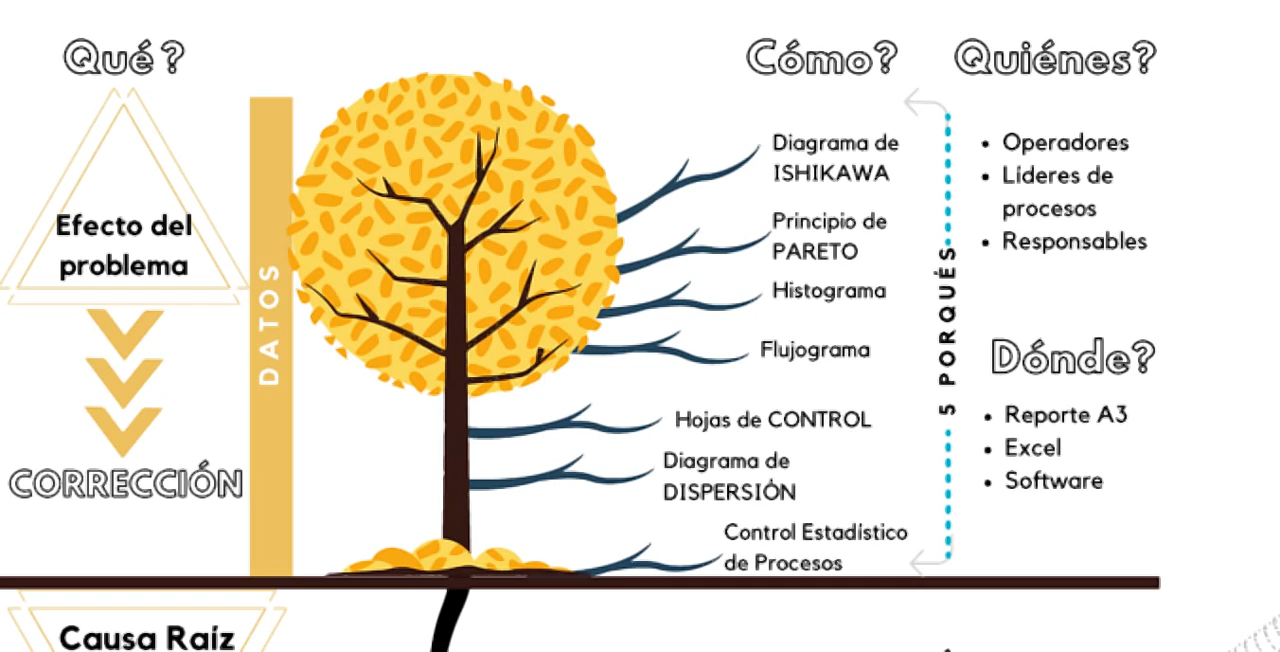 Qué?
Efecto del
problema
CORRECCIÓN
DATOS
Cómo?
Diagrama de
ISHIKAWA
Principio de
PARETO
Histograma
Flujograma
Hojas de CONTROL
Diagrama de
DISPERSIÓN
Control Estadístico
de Procesos
5 PORQUÉS
Quiénes?
• Operadores
• Líderes de
procesos
• Responsables
Dónde?
• Reporte A3
• Excel
• Software
Causa Raíz